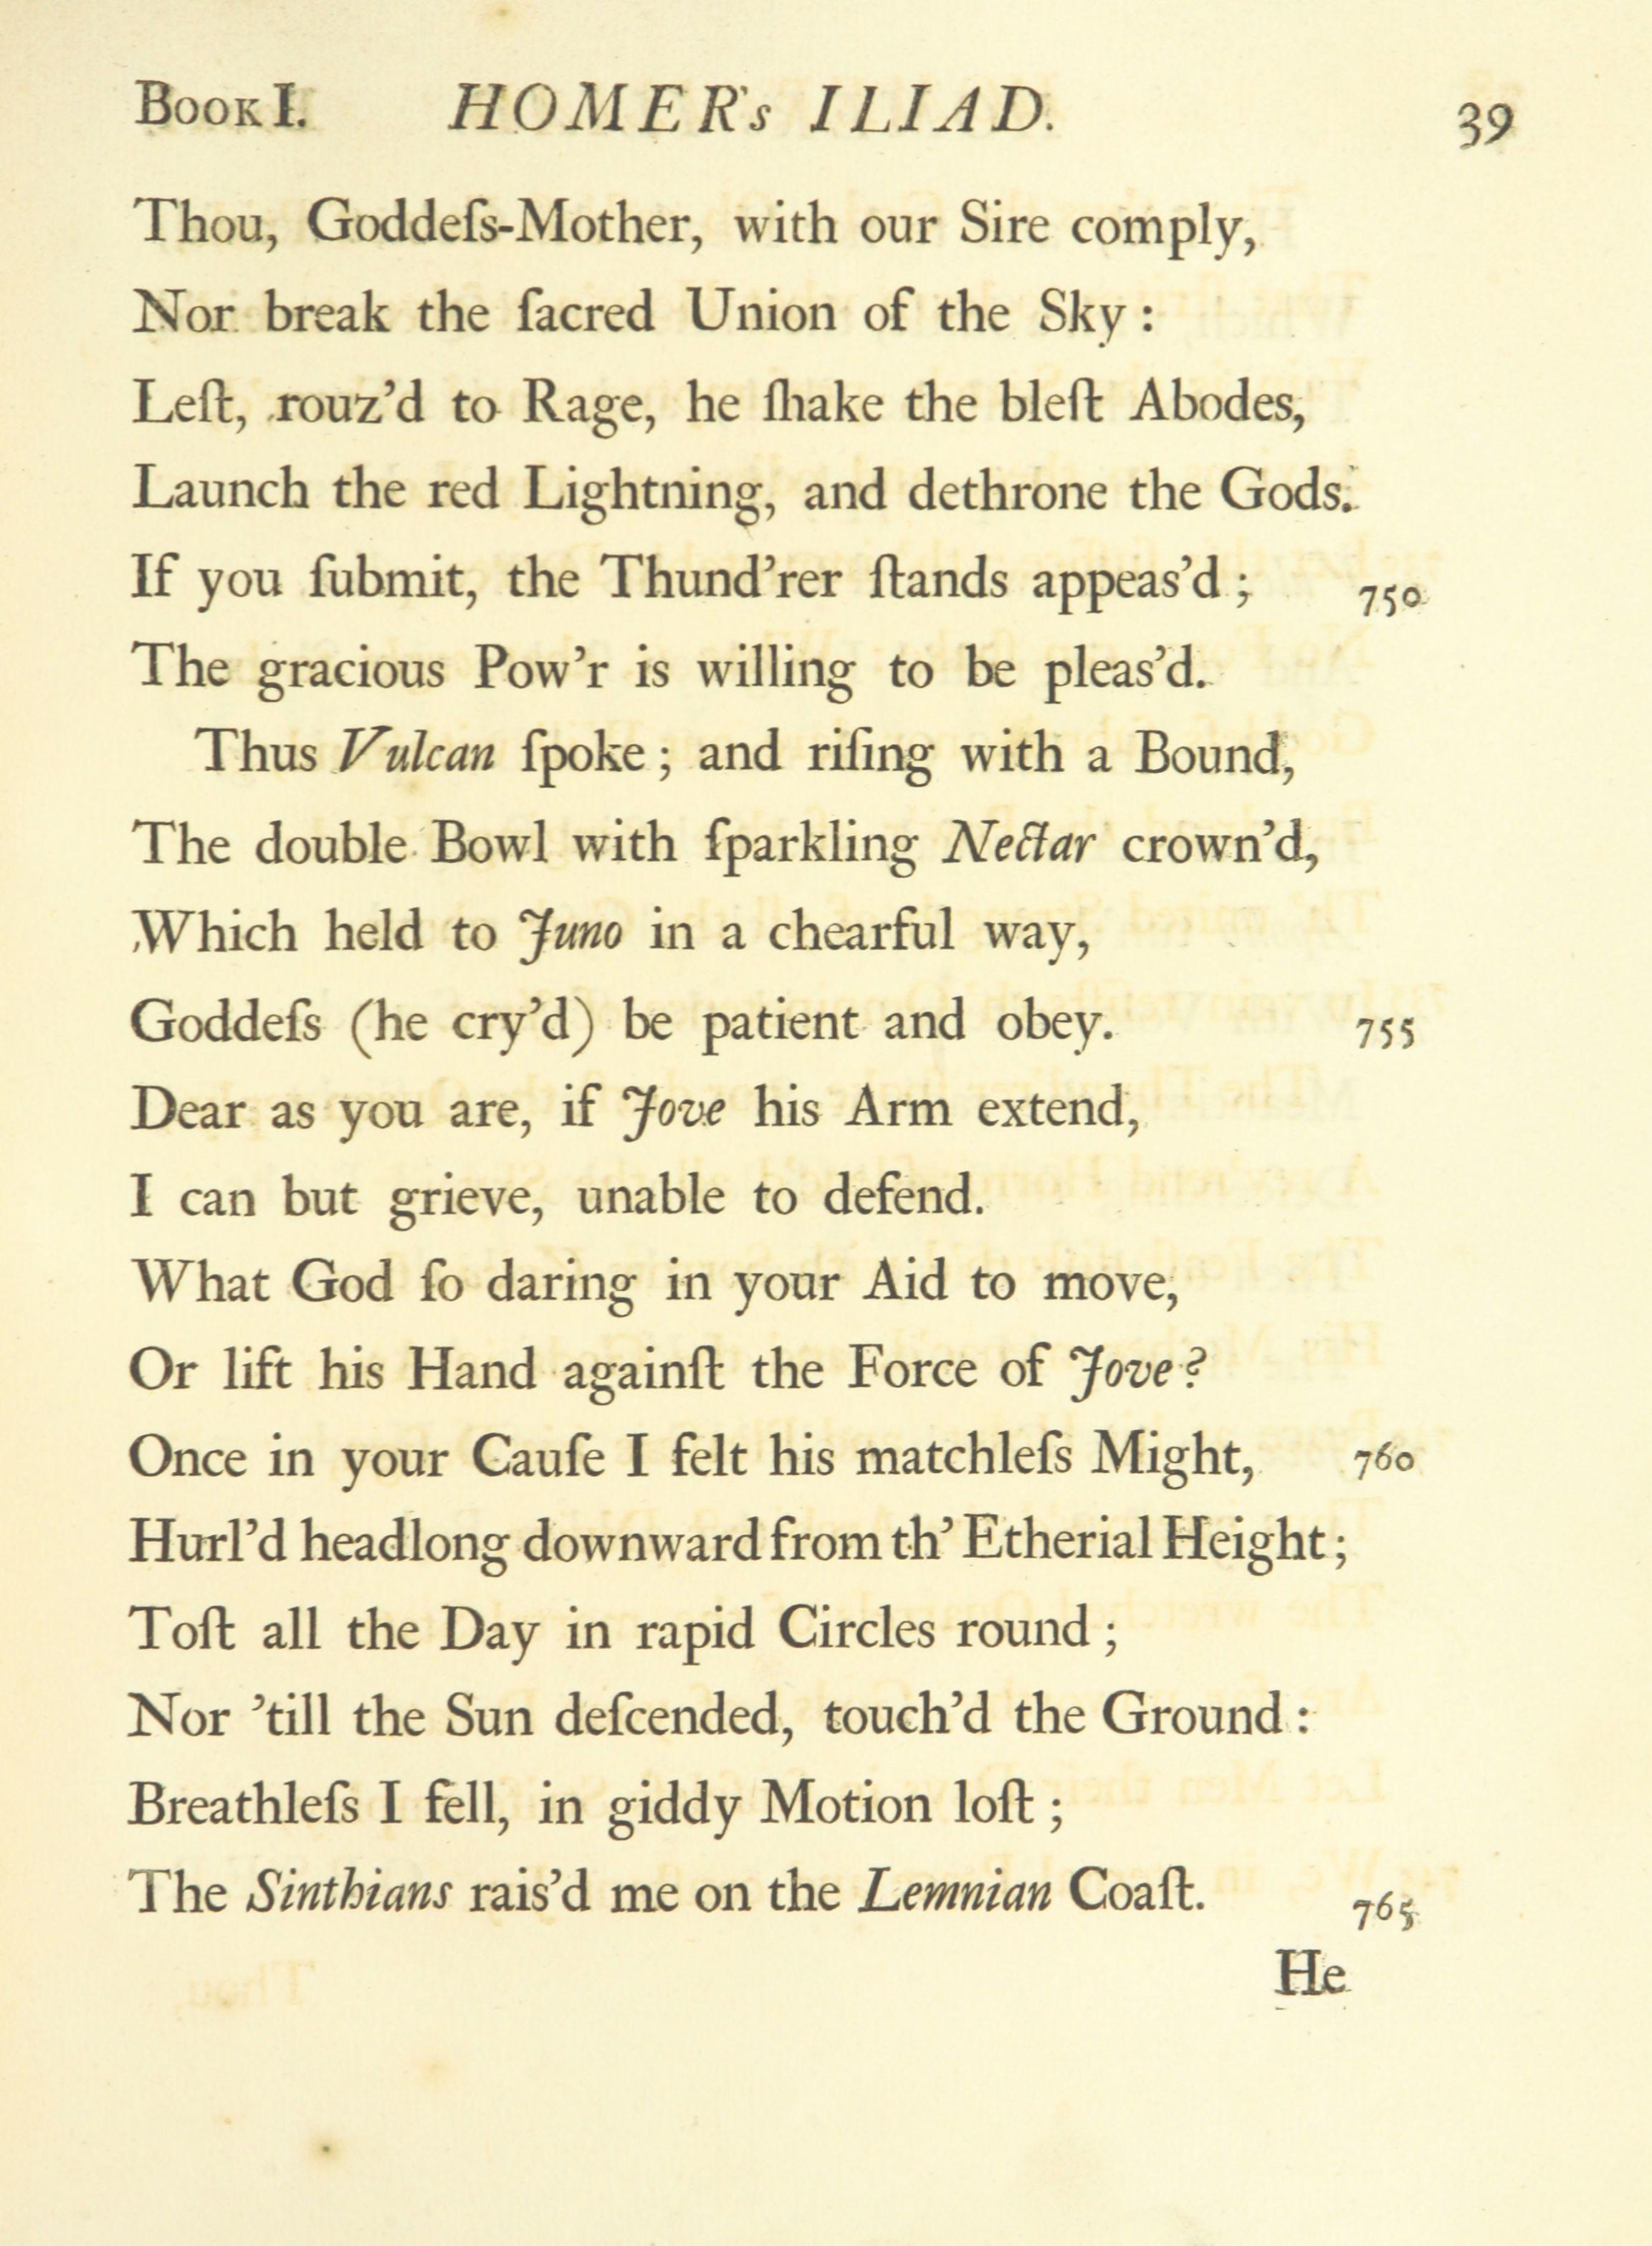 BOOK I. HOMER's ILIAD. 39
Thou, Goddeſs-Mother, with our Sire comply,
Nor break the ſacred Union of the Sky :
Leſt, rouz'd to Rage, he ſhake the bleſt Abodes,
Launch the red Lightning, and dethrone the Gods.
If you ſubmit, the Thund'rer ſtands appeas'd ; 750
The gracious Pow'r is willing to be pleas'd.
Thus Vulcan ſpoke ; and riſing with a Bound,
The double Bowl with ſparkling Nectar crown'd,
Which held to Juno in a chearful way,
Goddeſs (he cry'd) be patient and obey. 755
Dear as you are, if Jove his Arm extend,
I can but grieve, unable to defend.
What God ſo daring in your Aid to move,
Or lift his Hand againſt the Force of Jove ?
Once in your Cauſe I felt his matchleſs Might, 760
Hurl'd headlong downward from th' Etherial Height ;
Toſt all the Day in rapid Circles round ;
Nor 'till the Sun deſcended, touch'd the Ground :
Breathleſs I fell, in giddy Motion loſt ;
The Sinthians rais'd me on the Lemnian Coaſt. 765
He